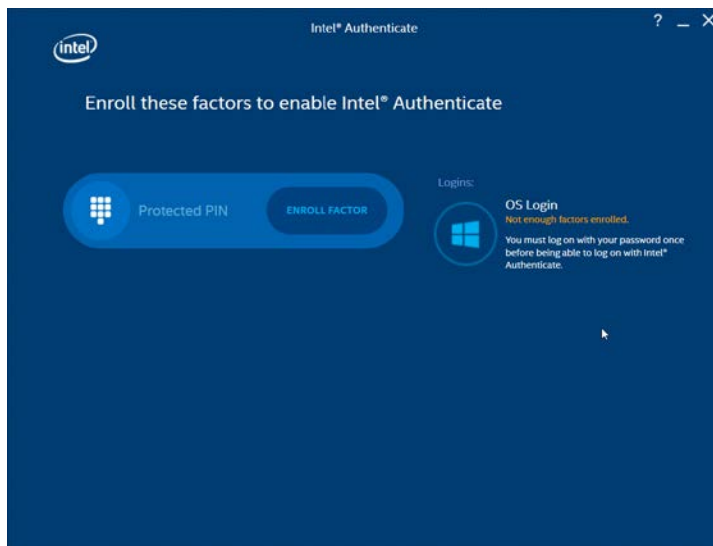 Intel® Authenticate
? _ X
intel
Enroll these factors to enable Intel® Authenticate
Protected PIN
ENROLL FACTOR
Logins:
OS Login
Not enough factors enrolled.
You must log on with your password once
before being able to log on with Intel®
Authenticate.